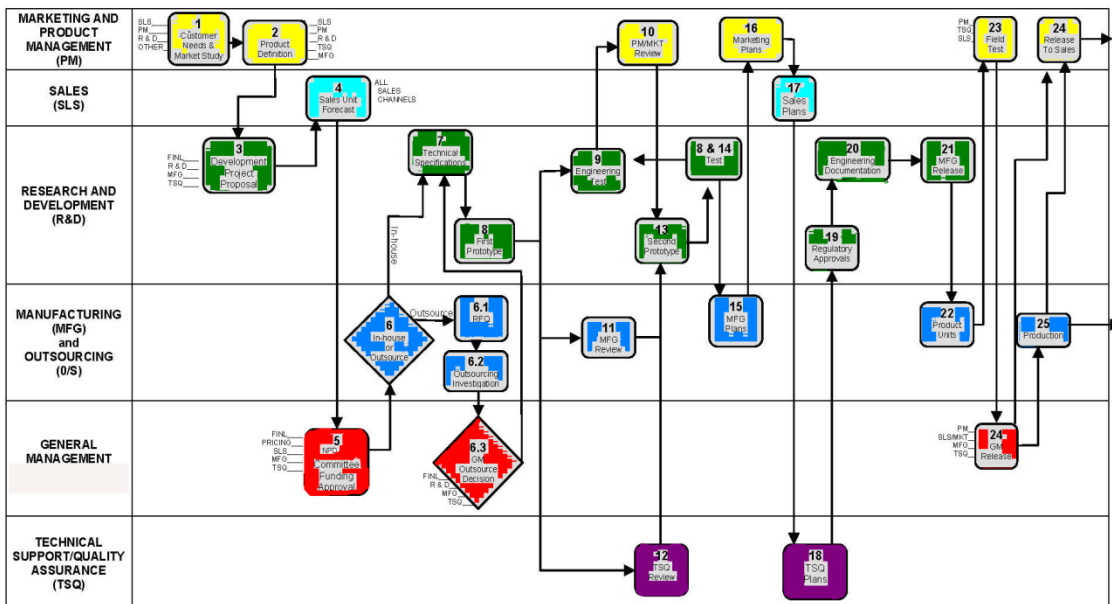 MARKETING AND
PRODUCT
MANAGEMENT
(PM)
SLS
PM
R & D
OTHER
1
Customer
Needs &
Market Study
2
Product
Definition
SLS
PM
R & D
TSQ
MFG
10
PM/MKT
Review
16
Marketing
Plans
PM
TSQ
SLS
23
Field
Test
24
Release
To Sales
SALES
(SLS)
4
Sales Unit
Forecast
ALL
SALES
CHANNELS
17
Sales
Plans
RESEARCH AND
DEVELOPMENT
(R&D)
FINL
R & D
MFG
TSQ
3
Development
Project
Proposal
7
Technical
Specifications
8
First
Prototype
9
Engineering
Test
8 & 14
Test
13
Second
Prototype
20
Engineering
Documentation
21
MFG
Release
19
Regulatory
Approvals
In-house
MANUFACTURING
(MFG)
and
OUTSOURCING
(0/S)
6
In-house
or
Outsource
Outsource
6.1
RFQ
6.2
Outsourcing
Investigation
11
MFG
Review
15
MFG
Plans
22
Product
Units
25
Production
GENERAL
MANAGEMENT
FINL
PRICING
SLS
MFG
TSQ
5
Committee
Funding
Approval
6.3
GM
Outsource
Decision
FINL
R & D
MFG
TSQ
PM
SLS/MKT
MFG
TSQ
24
GM
Release
TECHNICAL
SUPPORT/QUALITY
ASSURANCE
(TSQ)
12
TSQ
Review
18
TSQ
Plans